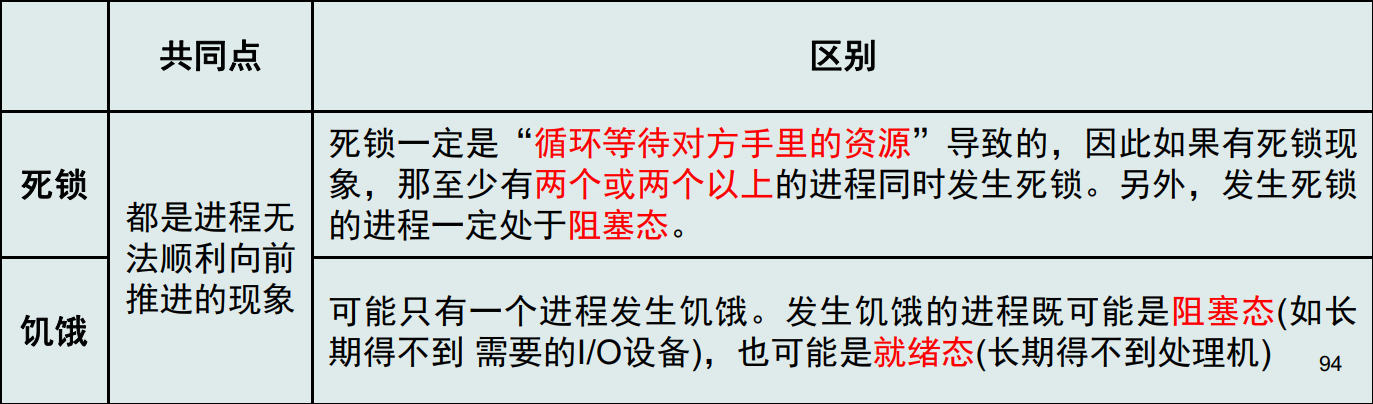 共同点
区别
死锁
都是进程无
法顺利向前
推进的现象
死锁一定是“循环等待对方手里的资源”导致的，因此如果有死锁现
象，那至少有两个或两个以上的进程同时发生死锁。另外，发生死锁
的进程一定处于阻塞态。
饥饿
可能只有一个进程发生饥饿。发生饥饿的进程既可能是阻塞态(如长
期得不到 需要的I/O设备)，也可能是就绪态(长期得不到处理机)
94